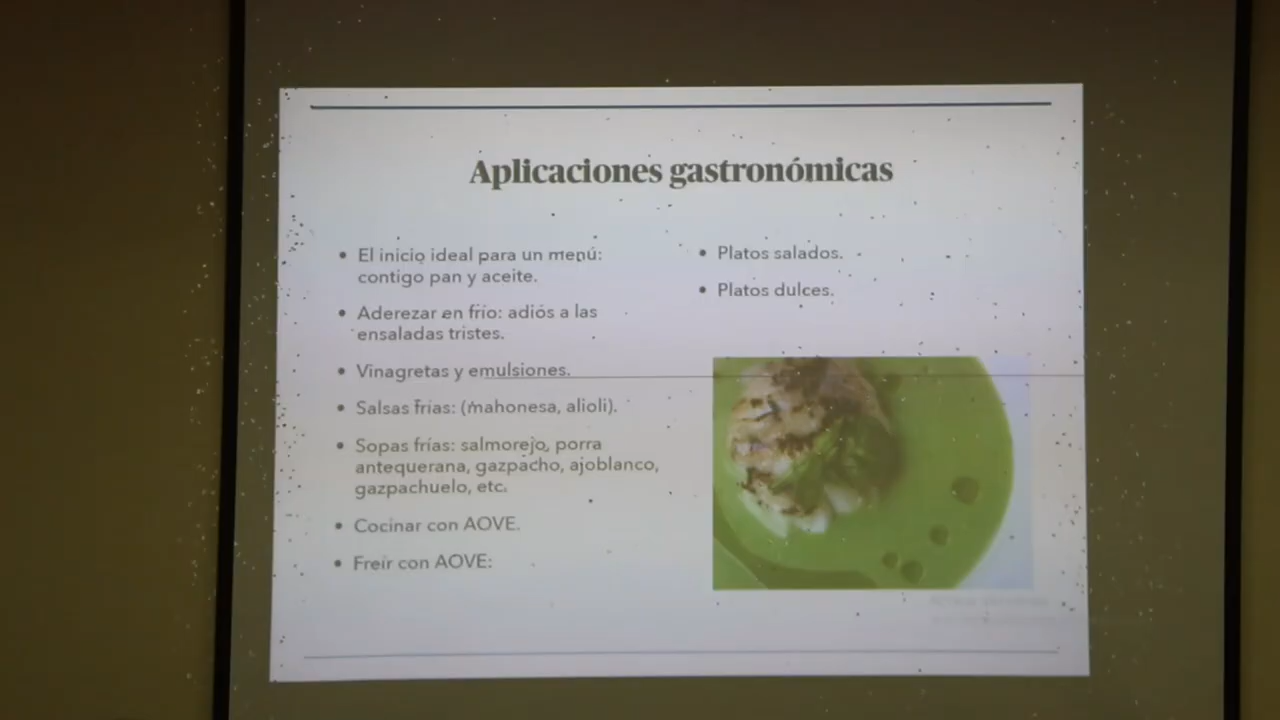 Aplicaciones gastronómicas
• El inicio ideal para un menú:
contigo pan y aceite.
• Aderezar en frío: adiós a las
ensaladas tristes.
• Vinagretas y emulsiones.
• Salsas frías: (mahonesa, alioli).
• Sopas frías: salmorejo, porra
antequerana, gazpacho, ajoblanco,
gazpachuelo, etc.
• Cocinar con AOVE.
• Freír con AOVE:
• Platos salados.
• Platos dulces.